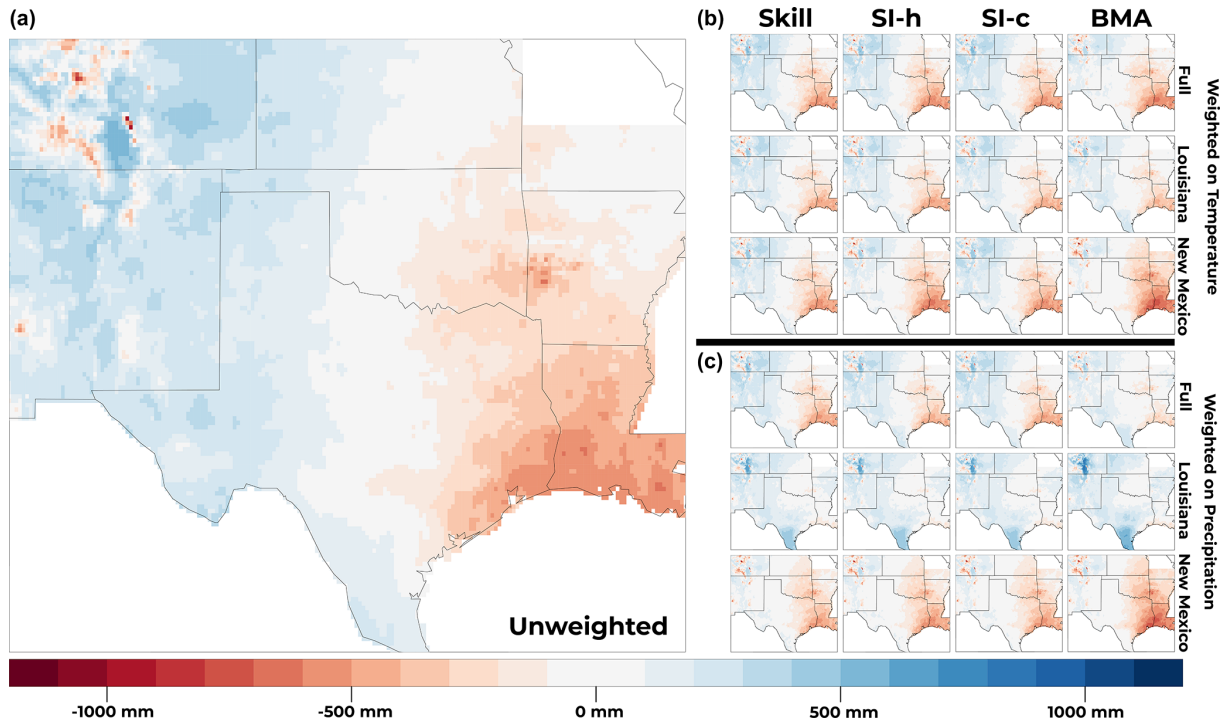 (a)
Unweighted
(b)
Skill SI-h SI-c BMA
Full
Louisiana
New Mexico
Weighted on Temperature
(c)
Full
Louisiana
New Mexico
Weighted on Precipitation
-1000 mm -500 mm 0 mm 500 mm 1000 mm